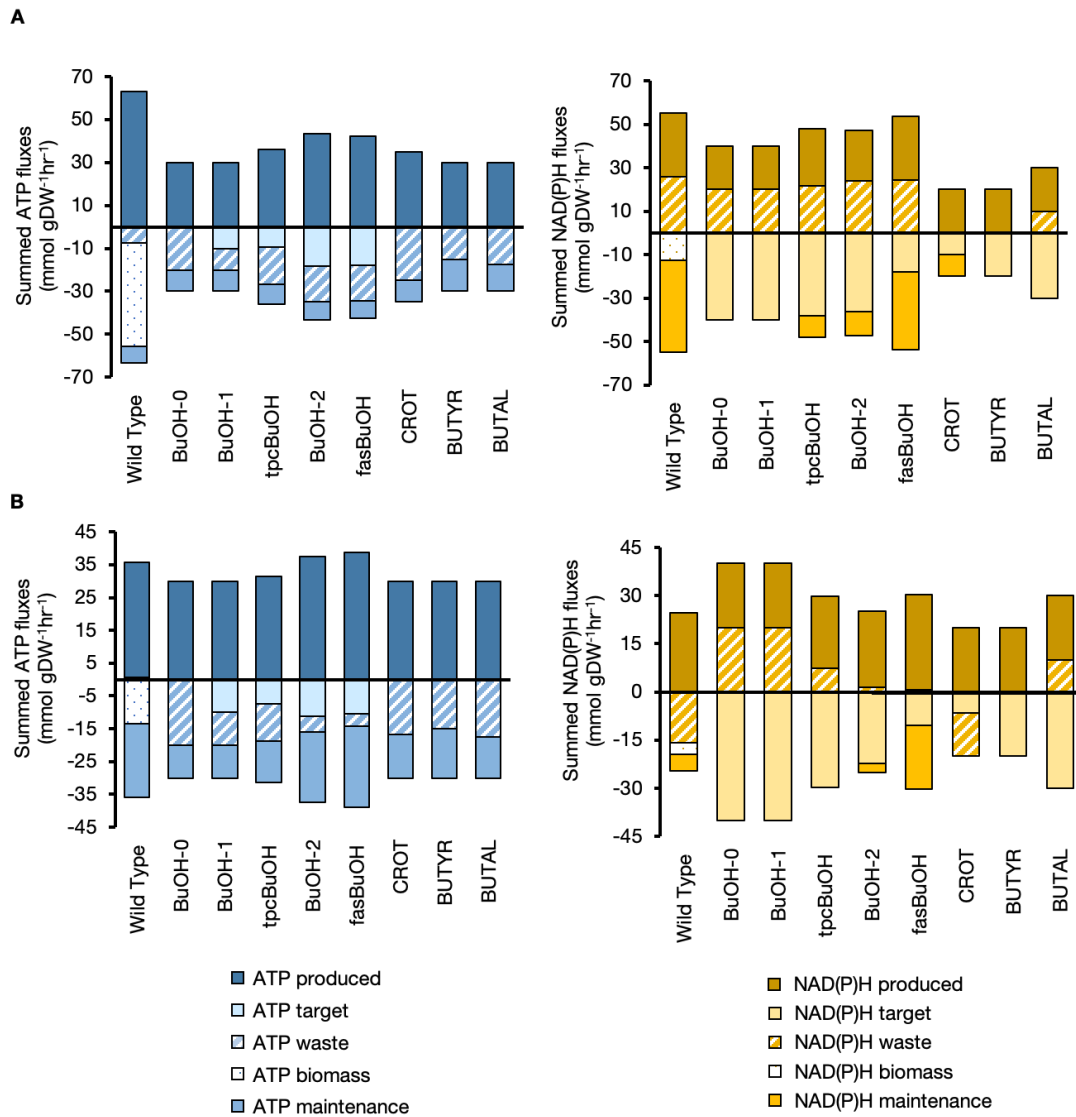 A
Summed ATP fluxes
(mmol gDW⁻¹hr⁻¹)
70
50
30
10
-10
-30
-50
-70
Wild Type
BuOH-0
BuOH-1
tpcBuOH
BuOH-2
fasBuOH
CROT
BUTYR
BUTAL
Summed NAD(P)H fluxes
(mmol gDW⁻¹hr⁻¹)
70
50
30
10
-10
-30
-50
-70
Wild Type
BuOH-0
BuOH-1
tpcBuOH
BuOH-2
fasBuOH
CROT
BUTYR
BUTAL
B
Summed ATP fluxes
(mmol gDW⁻¹hr⁻¹)
45
35
25
15
5
-5
-15
-25
-35
-45
Wild Type
BuOH-0
BuOH-1
tpcBuOH
BuOH-2
fasBuOH
CROT
BUTYR
BUTAL
Summed NAD(P)H fluxes
(mmol gDW⁻¹hr⁻¹)
45
30
15
0
-15
-30
-45
Wild Type
BuOH-0
BuOH-1
tpcBuOH
BuOH-2
fasBuOH
CROT
BUTYR
BUTAL
ATP produced
ATP target
ATP waste
ATP biomass
ATP maintenance
NAD(P)H produced
NAD(P)H target
NAD(P)H waste
NAD(P)H biomass
NAD(P)H maintenance